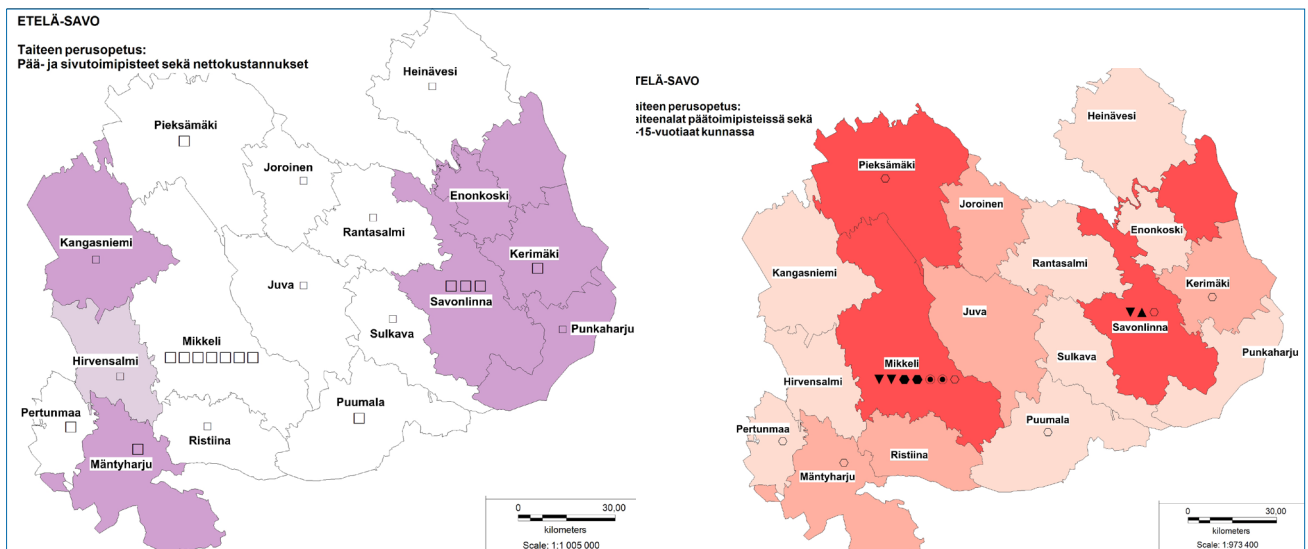 ETELÄ-SAVO
Taiteen perusopetus:
Pää- ja sivutoimipisteet sekä nettokustannukset
Heinävesi
Pieksämäki
Joroinen
Enonkoski
Rantasalmi
Kangasniemi
Kerimäki
Juva
Savonlinna
Sulkava
Punkaharju
Mikkeli
Hirvensalmi
Puumala
Pertunmaa
Ristiina
Mäntyharju
0 30,00
kilometers
Scale: 1:1 005 000
TELÄ-SAVO
aiteen perusopetus:
aiteenalat päätoimipisteissä sekä
-15-vuotiaat kunnassa
Heinävesi
Pieksämäki
Joroinen
Enonkoski
Rantasalmi
Kangasniemi
Kerimäki
Juva
Savonlinna
Sulkava
Punkaharju
Mikkeli
Hirvensalmi
Puumala
Pertunmaa
Ristiina
Mäntyharju
0 30,00
kilometers
Scale: 1:973 400